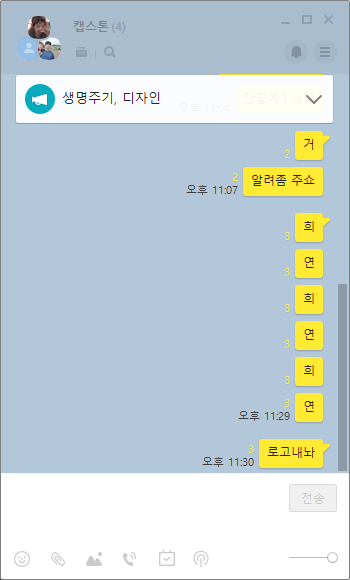 캡스톤 (4)
생명주기, 디자인
오후 11:04
2
거
2
오후 11:07
알려좀 주쇼
3
희
3
연
3
희
3
연
3
희
3
오후 11:29
연
3
오후 11:30
로고내놔
전송